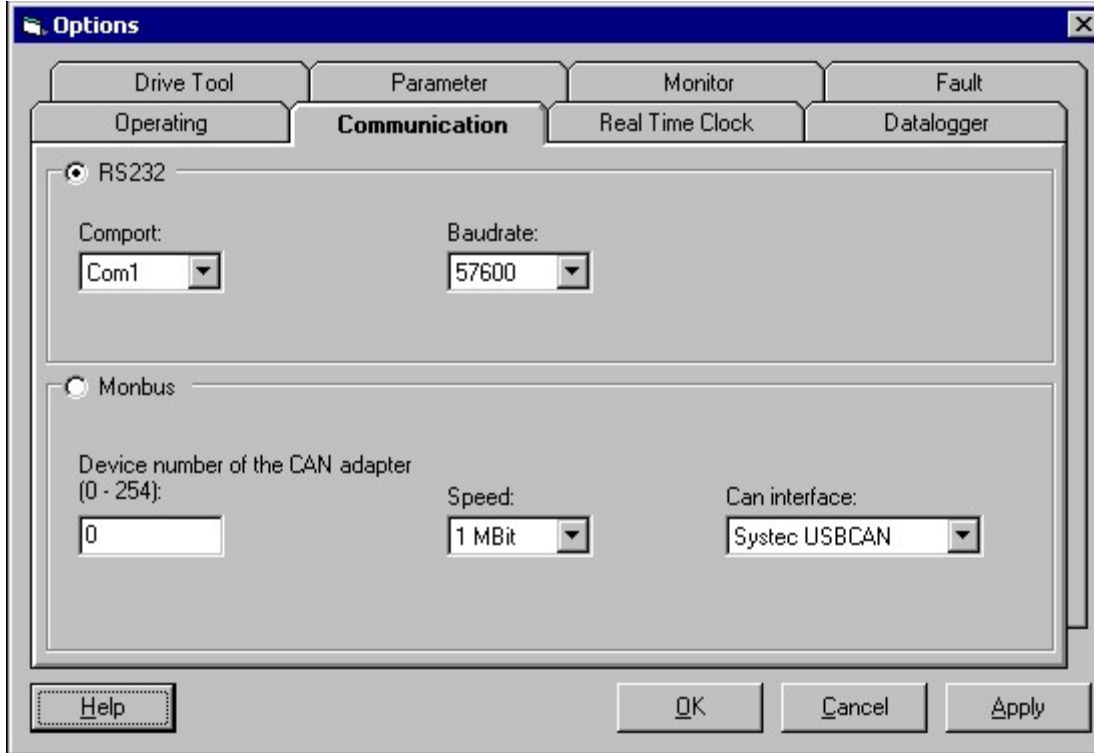 Options
Drive Tool Parameter Monitor Fault
Operating Communication Real Time Clock Datalogger
RS232
Comport: Baudrate:
Com1 57600
Monbus
Device number of the CAN adapter
(0 - 254): Speed: Can interface:
0 1 MBit Systec USBCAN
Help OK Cancel Apply